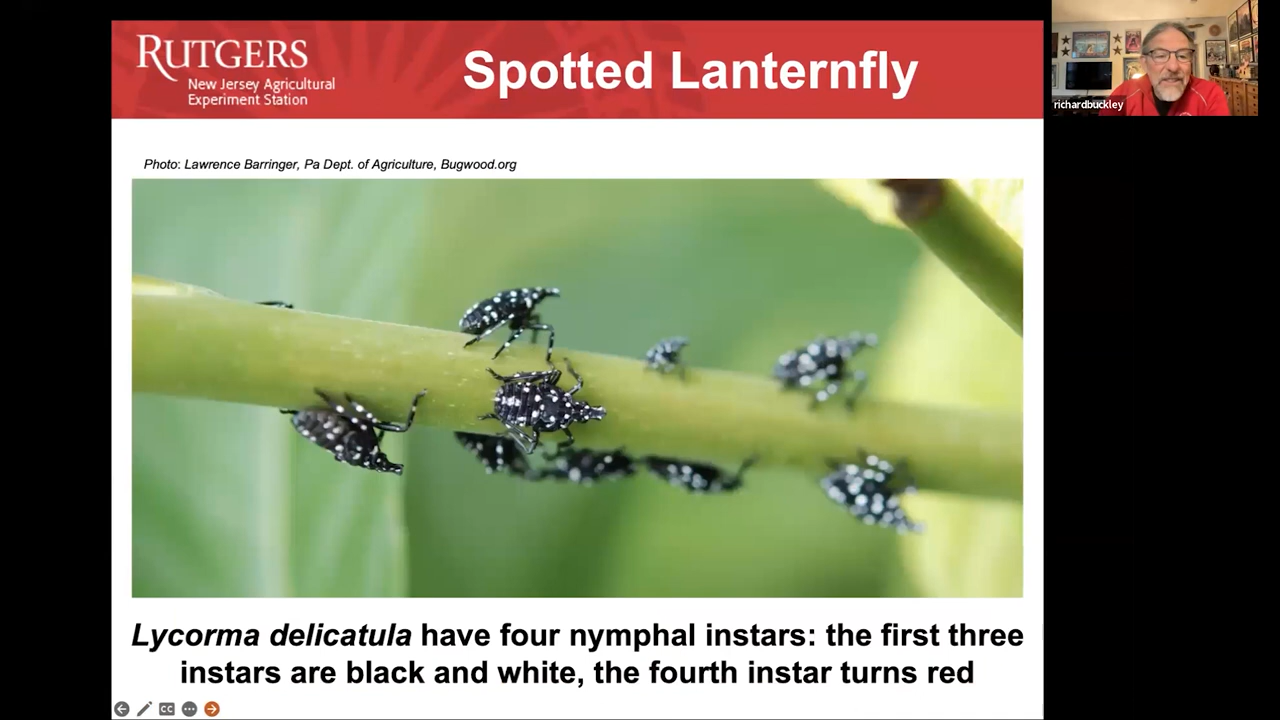 RUTGERS
New Jersey Agricultural
Experiment Station
Spotted Lanternfly
richardbuckley
Photo: Lawrence Barringer, Pa Dept. of Agriculture, Bugwood.org
Lycorma delicatula have four nymphal instars: the first three
instars are black and white, the fourth instar turns red
CC